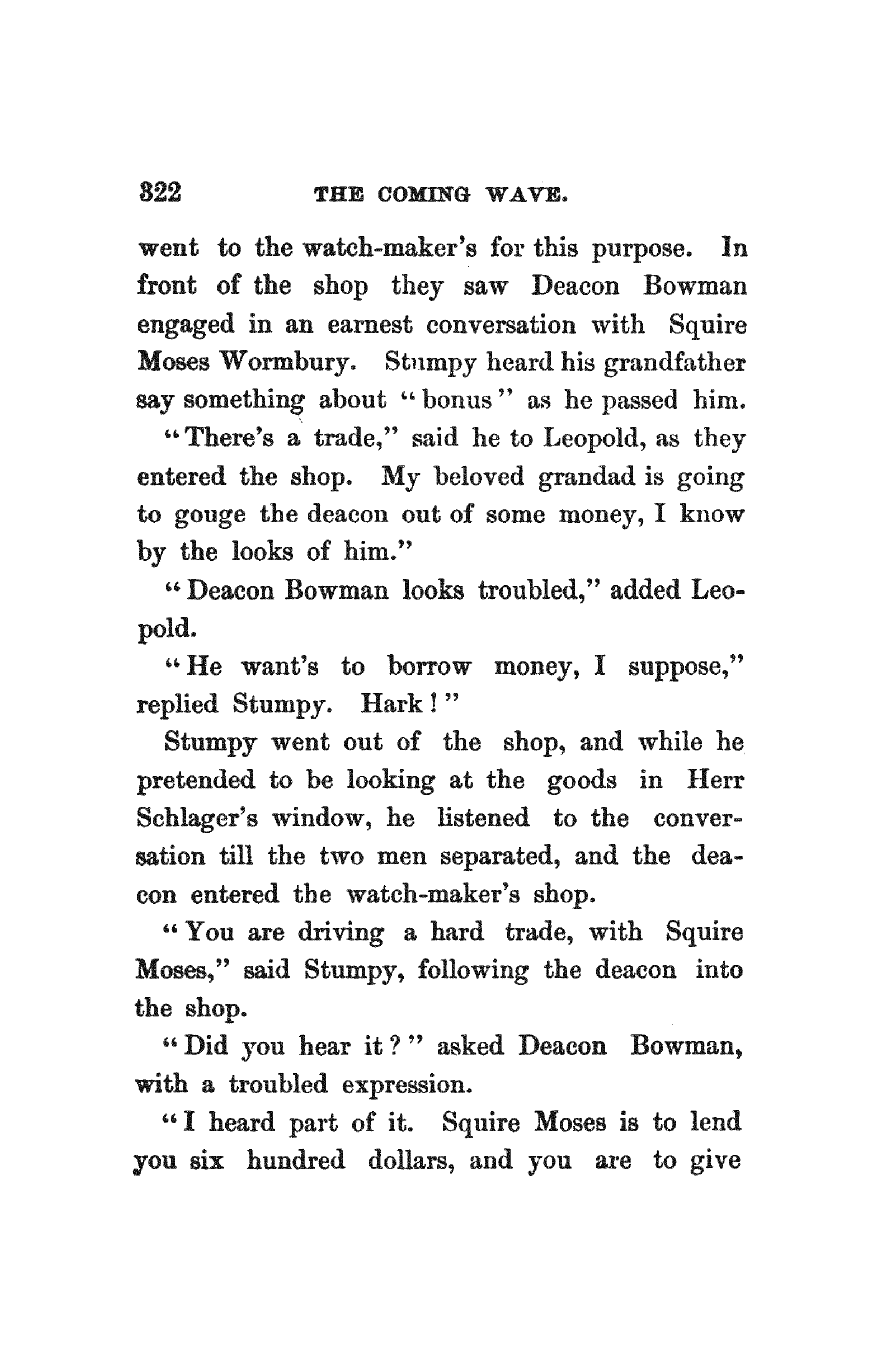 322 THE COMING WAVE.
went to the watch-maker's for this purpose. In
front of the shop they saw Deacon Bowman
engaged in an earnest conversation with Squire
Moses Wormbury. Stumpy heard his grandfather
say something about "bonus" as he passed him.
"There's a trade," said he to Leopold, as they
entered the shop. My beloved grandad is going
to gouge the deacon out of some money, I know
by the looks of him."
"Deacon Bowman looks troubled," added Leo-
pold.
"He want's to borrow money, I suppose,"
replied Stumpy. Hark!"
Stumpy went out of the shop, and while he
pretended to be looking at the goods in Herr
Schlager's window, he listened to the conver-
sation till the two men separated, and the dea-
con entered the watch-maker's shop.
"You are driving a hard trade, with Squire
Moses," said Stumpy, following the deacon into
the shop.
"Did you hear it?" asked Deacon Bowman,
with a troubled expression.
"I heard part of it. Squire Moses is to lend
you six hundred dollars, and you are to give